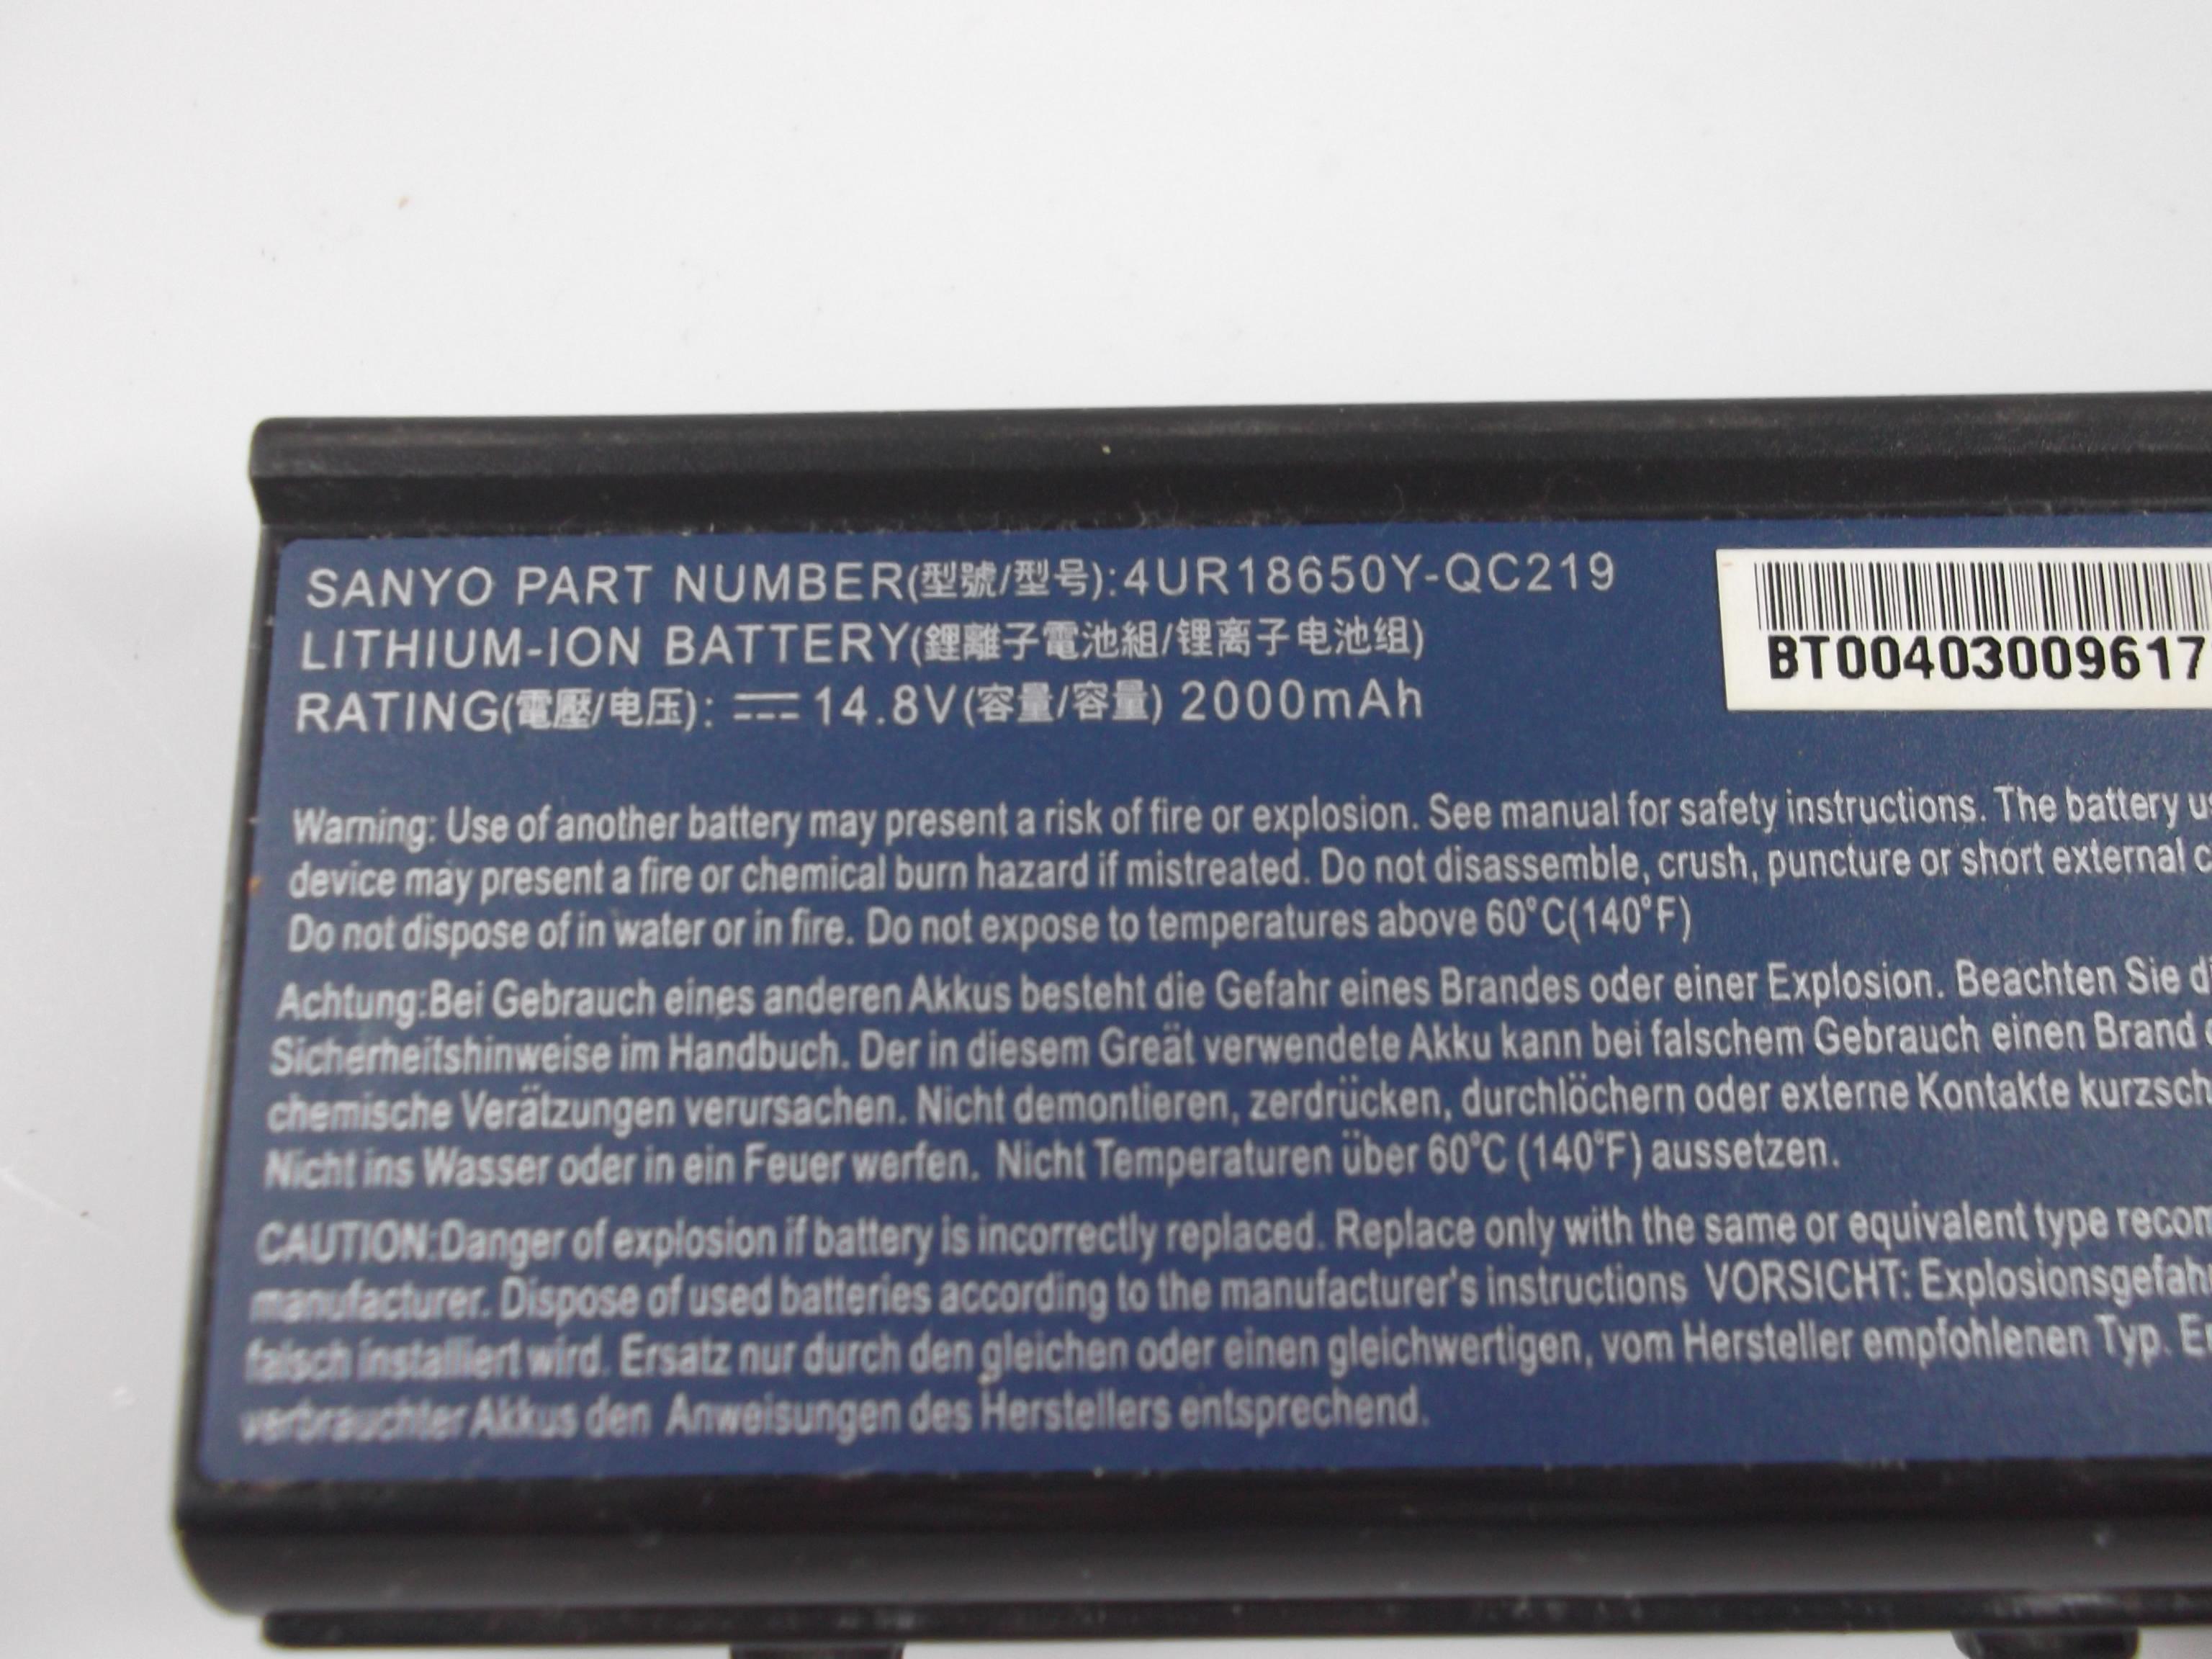 SANYO PART NUMBER(型號/型号):4UR18650Y-QC219
LITHIUM-ION BATTERY(鋰離子電池組/锂离子电池组)
RATING(電壓/电压): ⎓ 14.8V(容量/容量) 2000mAh
BT00403009617
Warning: Use of another battery may present a risk of fire or explosion. See manual for safety instructions. The battery
device may present a fire or chemical burn hazard if mistreated. Do not disassemble, crush, puncture or short external
Do not dispose of in water or in fire. Do not expose to temperatures above 60°C(140°F)
Achtung:Bei Gebrauch eines anderen Akkus besteht die Gefahr eines Brandes oder einer Explosion. Beachten Sie
Sicherheitshinweise im Handbuch. Der in diesem Greät verwendete Akku kann bei falschem Gebrauch einen Brand
chemische Verätzungen verursachen. Nicht demontieren, zerdrücken, durchlöchern oder externe Kontakte kurzsch
Nicht ins Wasser oder in ein Feuer werfen. Nicht Temperaturen über 60°C (140°F) aussetzen.
CAUTION:Danger of explosion if battery is incorrectly replaced. Replace only with the same or equivalent type recom
manufacturer. Dispose of used batteries according to the manufacturer's instructions VORSICHT: Explosionsgefahr
falsch installiert wird. Ersatz nur durch den gleichen oder einen gleichwertigen, vom Hersteller empfohlenen Typ.
verbrauchter Akkus den Anweisungen des Herstellers entsprechend.